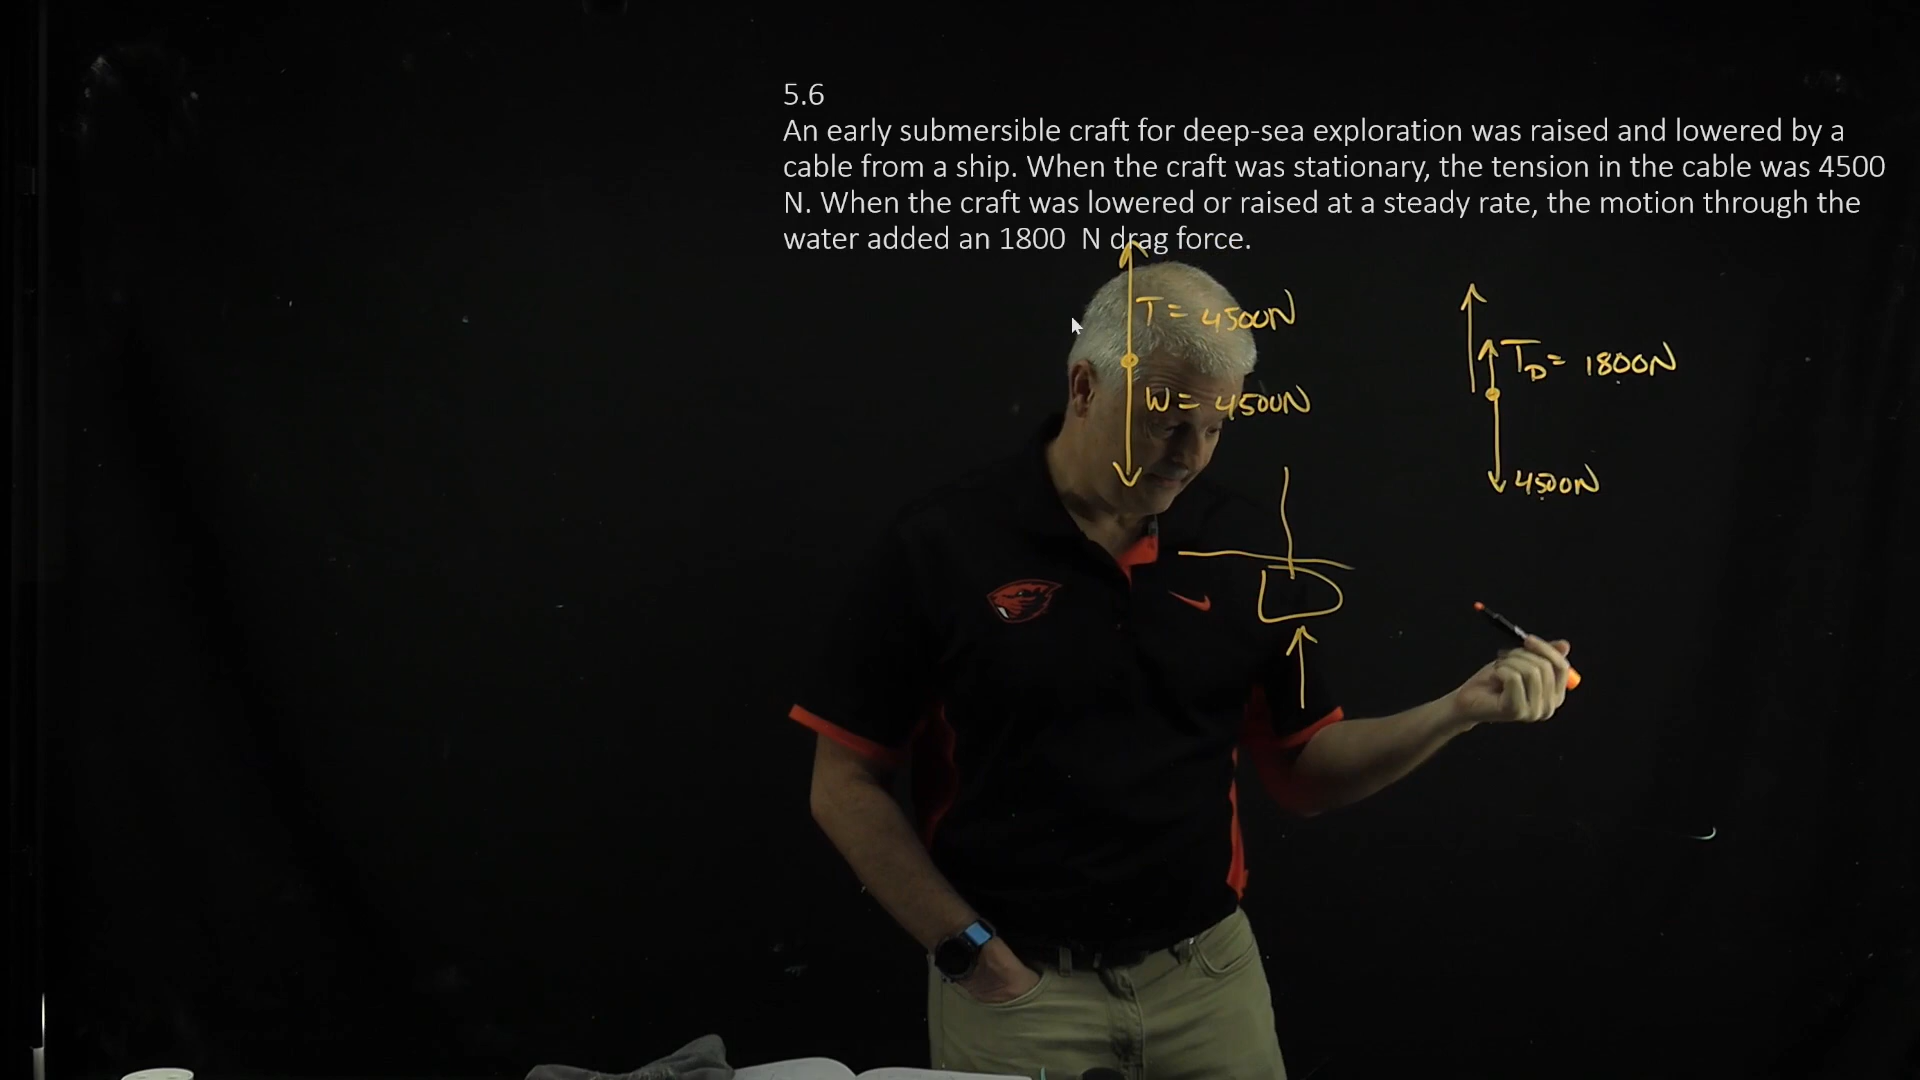 5.6
An early submersible craft for deep-sea exploration was raised and lowered by a
cable from a ship. When the craft was stationary, the tension in the cable was 4500
N. When the craft was lowered or raised at a steady rate, the motion through the
water added an 1800  N drag force.
T = 4500N
W = 4500N
T_D = 1800N
4500N